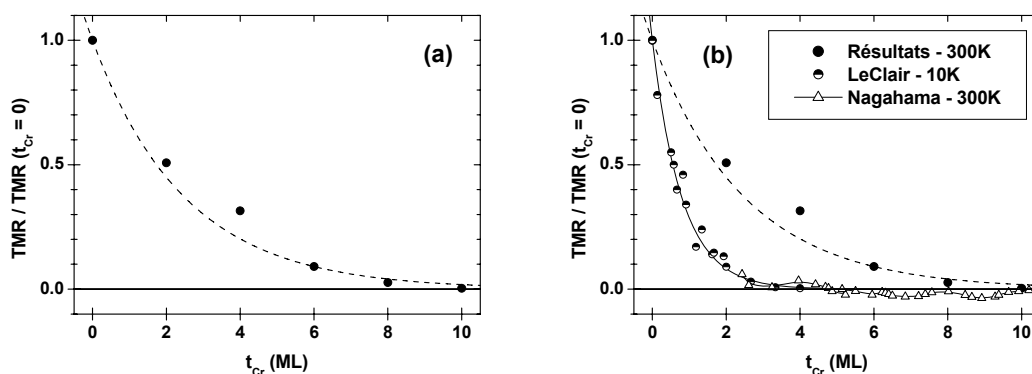 (a)
1.0
0.5
0.0
TMR / TMR (t_Cr = 0)
0 2 4 6 8 10
t_Cr (ML)
(b)
Résultats - 300K
LeClair - 10K
Nagahama - 300K
1.0
0.5
0.0
TMR / TMR (t_Cr = 0)
0 2 4 6 8 10
t_Cr (ML)